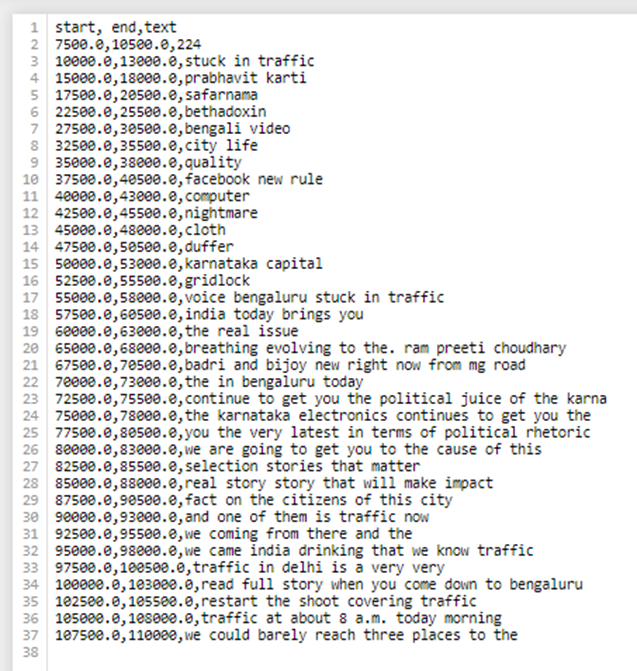 1 start, end,text
2 7500.0,10500.0,224
3 10000.0,13000.0,stuck in traffic
4 15000.0,18000.0,prabhavit karti
5 17500.0,20500.0,safarnama
6 22500.0,25500.0,bethadoxin
7 27500.0,30500.0,bengali video
8 32500.0,35500.0,city life
9 35000.0,38000.0,quality
10 37500.0,40500.0,facebook new rule
11 40000.0,43000.0,computer
12 42500.0,45500.0,nightmare
13 45000.0,48000.0,cloth
14 47500.0,50500.0,duffer
15 50000.0,53000.0,karnataka capital
16 52500.0,55500.0,gridlock
17 55000.0,58000.0,voice bengaluru stuck in traffic
18 57500.0,60500.0,india today brings you
19 60000.0,63000.0,the real issue
20 65000.0,68000.0,breathing evolving to the. ram preeti choudhary
21 67500.0,70500.0,badri and bijoy new right now from mg road
22 70000.0,73000.0,the in bengaluru today
23 72500.0,75500.0,continue to get you the political juice of the karna
24 75000.0,78000.0,the karnataka electronics continues to get you the
25 77500.0,80500.0,you the very latest in terms of political rhetoric
26 80000.0,83000.0,we are going to get you to the cause of this
27 82500.0,85500.0,selection stories that matter
28 85000.0,88000.0,real story story that will make impact
29 87500.0,90500.0,fact on the citizens of this city
30 90000.0,93000.0,and one of them is traffic now
31 92500.0,95500.0,we coming from there and the
32 95000.0,98000.0,we came india drinking that we know traffic
33 97500.0,100500.0,traffic in delhi is a very very
34 100000.0,103000.0,read full story when you come down to bengaluru
35 102500.0,105500.0,restart the shoot covering traffic
36 105000.0,108000.0,traffic at about 8 a.m. today morning
37 107500.0,110000,we could barely reach three places to the
38